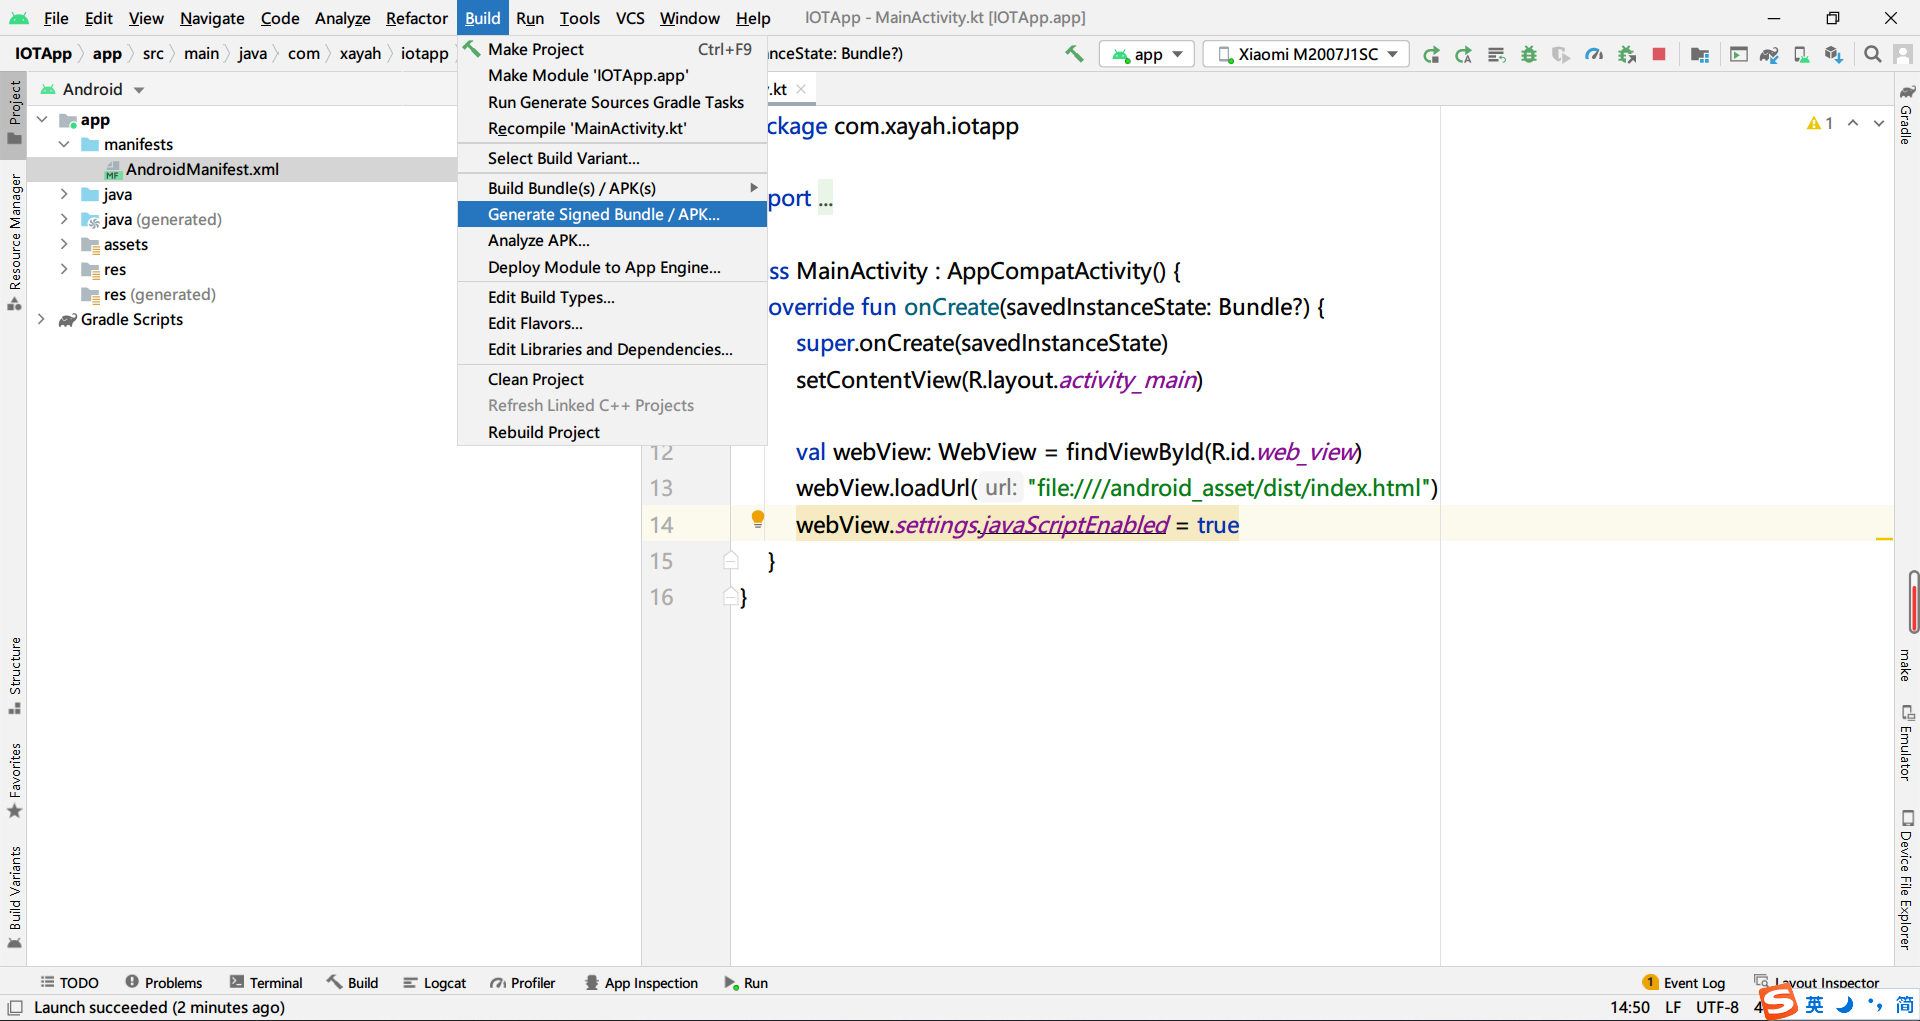 File Edit View Navigate Code Analyze Refactor Build Run Tools VCS Window Help IOTApp - MainActivity.kt [IOTApp.app]
IOTApp app src main java com xayah iotapp nceState: Bundle?) app Xiaomi M2007J1SC
Project
Resource Manager
Structure
Favorites
Build Variants
Android
app
manifests
MF AndroidManifest.xml
java
java (generated)
assets
res
res (generated)
Gradle Scripts
Make Project Ctrl+F9
Make Module 'IOTApp.app'
Run Generate Sources Gradle Tasks
Recompile 'MainActivity.kt'
Select Build Variant...
Build Bundle(s) / APK(s)
Generate Signed Bundle / APK...
Analyze APK...
Deploy Module to App Engine...
Edit Build Types...
Edit Flavors...
Edit Libraries and Dependencies...
Clean Project
Refresh Linked C++ Projects
Rebuild Project
.kt
ckage com.xayah.iotapp
1
port ...
ss MainActivity : AppCompatActivity() {
override fun onCreate(savedInstanceState: Bundle?) {
super.onCreate(savedInstanceState)
setContentView(R.layout.activity_main)
12 val webView: WebView = findViewById(R.id.web_view)
13 webView.loadUrl( url: "file:////android_asset/dist/index.html")
14 webView.settings.javaScriptEnabled = true
15 }
16 }
Gradle
make
Emulator
Device File Explorer
TODO Problems Terminal Build Logcat Profiler App Inspection Run 1 Event Log Layout Inspector
Launch succeeded (2 minutes ago) 14:50 LF UTF-8 4 S 英 简